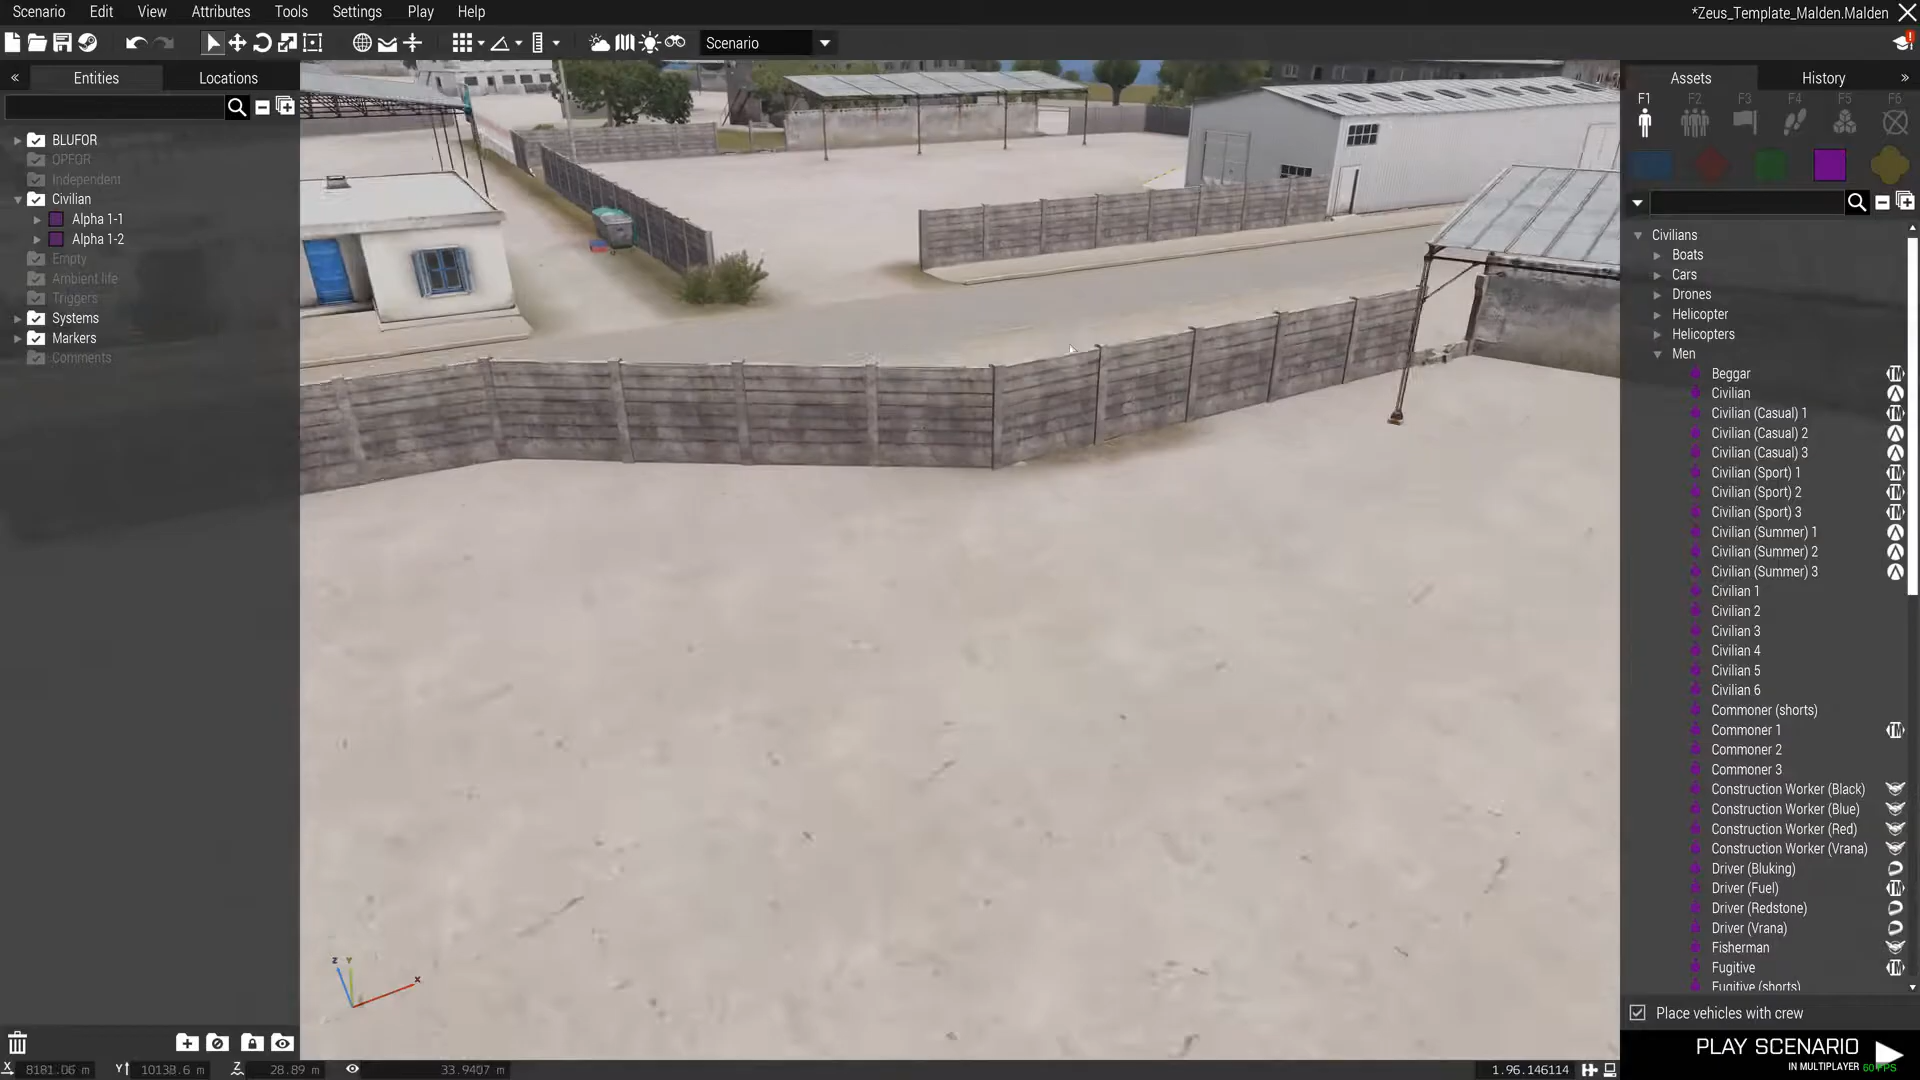 Scenario Edit View Attributes Tools Settings Play Help
*Zeus_Template_Malden.Malden
Scenario
Entities Locations
BLUFOR
OPFOR
Independent
Civilian
Alpha 1-1
Alpha 1-2
Empty
Ambient life
Triggers
Systems
Markers
Comments
Assets History
F1 F2 F3 F4 F5 F6
Civilians
Boats
Cars
Drones
Helicopter
Helicopters
Men
Beggar
Civilian
Civilian (Casual) 1
Civilian (Casual) 2
Civilian (Casual) 3
Civilian (Sport) 1
Civilian (Sport) 2
Civilian (Sport) 3
Civilian (Summer) 1
Civilian (Summer) 2
Civilian (Summer) 3
Civilian 1
Civilian 2
Civilian 3
Civilian 4
Civilian 5
Civilian 6
Commoner (shorts)
Commoner 1
Commoner 2
Commoner 3
Construction Worker (Black)
Construction Worker (Blue)
Construction Worker (Red)
Construction Worker (Vrana)
Driver (Bluking)
Driver (Fuel)
Driver (Redstone)
Driver (Vrana)
Fisherman
Fugitive
Fugitive (shorts)
Place vehicles with crew
PLAY SCENARIO
IN MULTIPLAYER 60 FPS
Z Y X
X 8181.06 m Y 10138.6 m Z 28.89 m 33.9407 m 1.96.146114